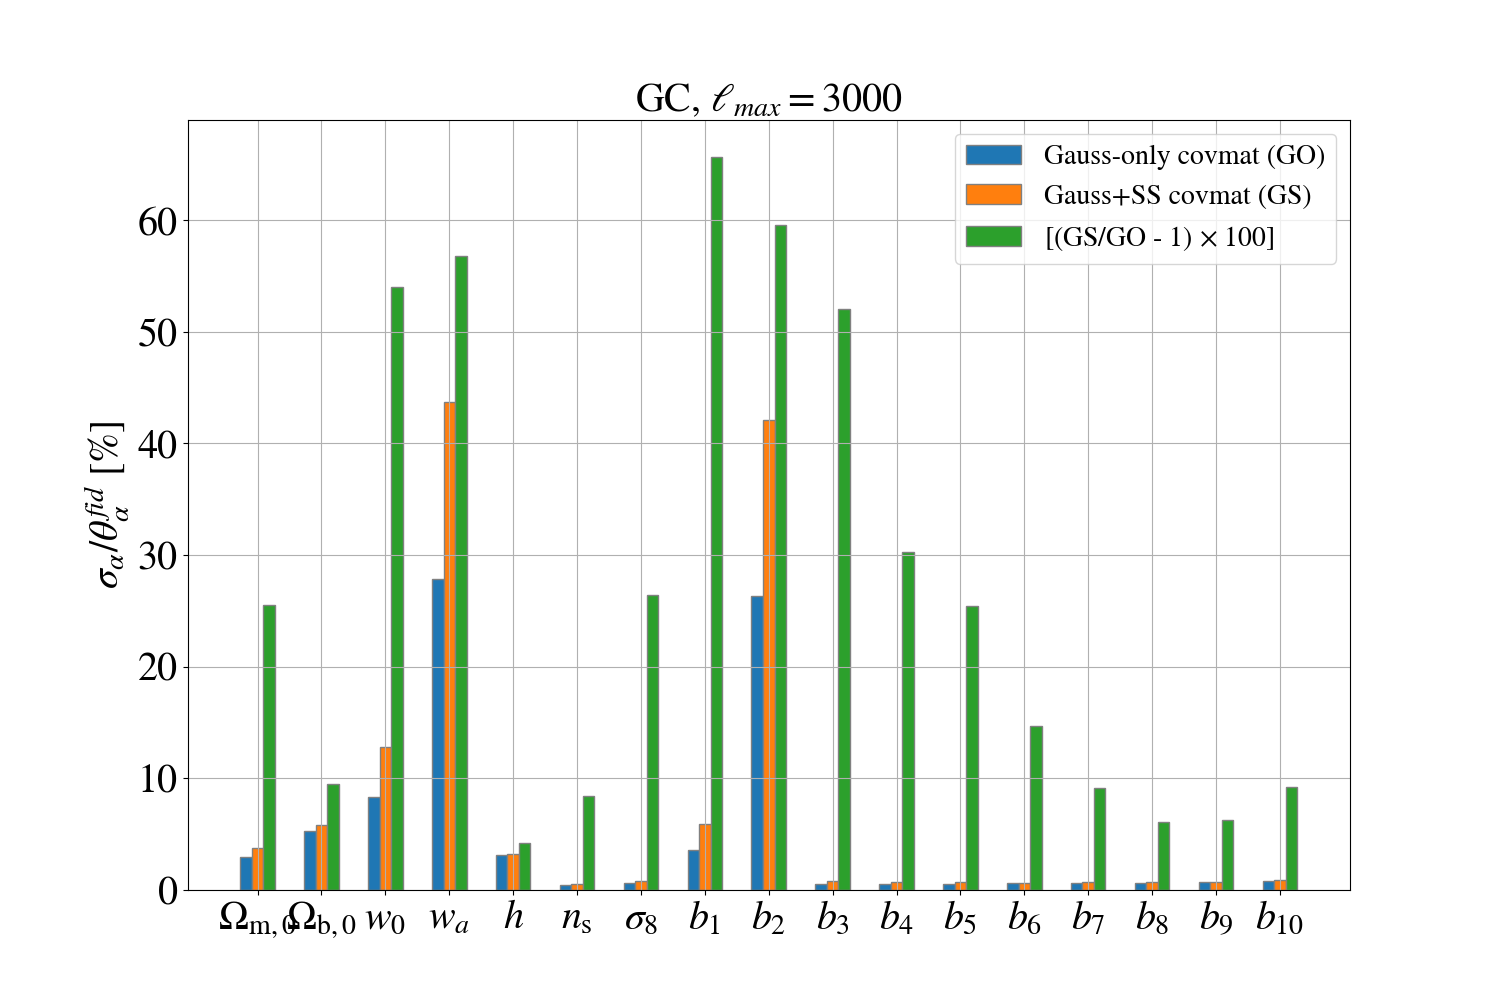 GC, ℓ_max = 3000
Gauss-only covmat (GO)
Gauss+SS covmat (GS)
[(GS/GO - 1) × 100]
σ_α/θ_α^fid [%]
60
50
40
30
20
10
0
Ω_m,0 Ω_b,0 w_0 w_a h n_s σ_8 b_1 b_2 b_3 b_4 b_5 b_6 b_7 b_8 b_9 b_10